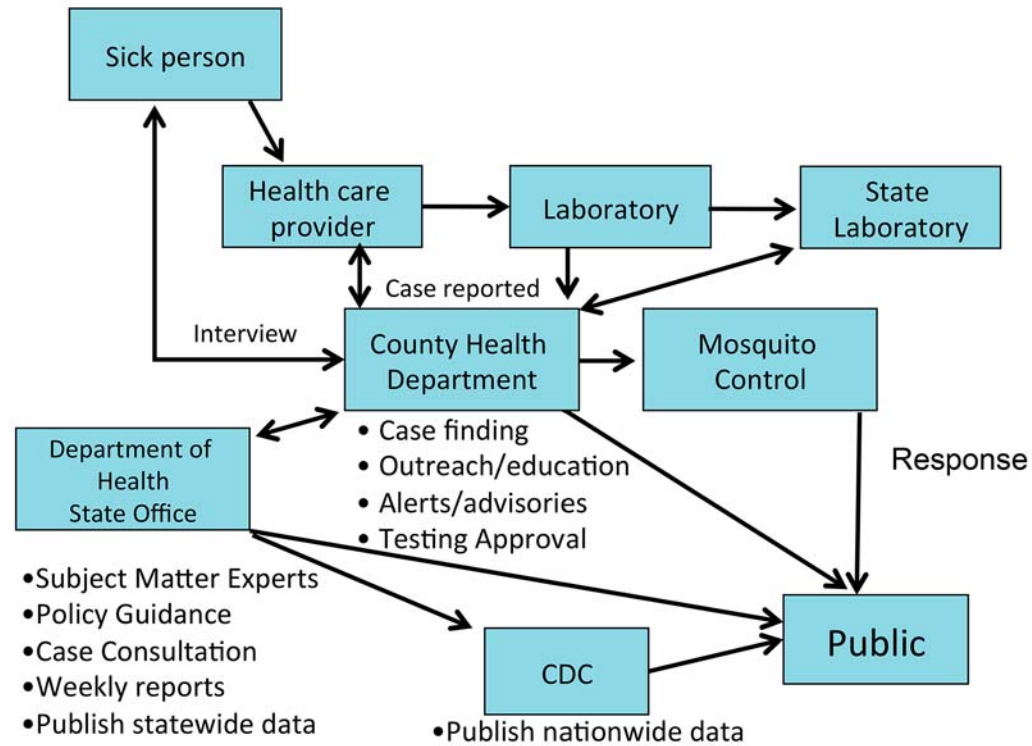 Sick person
Health care
provider
Laboratory
State
Laboratory
Case reported
Interview
County Health
Department
Mosquito
Control
• Case finding
• Outreach/education
• Alerts/advisories
• Testing Approval
Response
Department of
Health
State Office
•Subject Matter Experts
•Policy Guidance
•Case Consultation
•Weekly reports
•Publish statewide data
CDC
•Publish nationwide data
Public